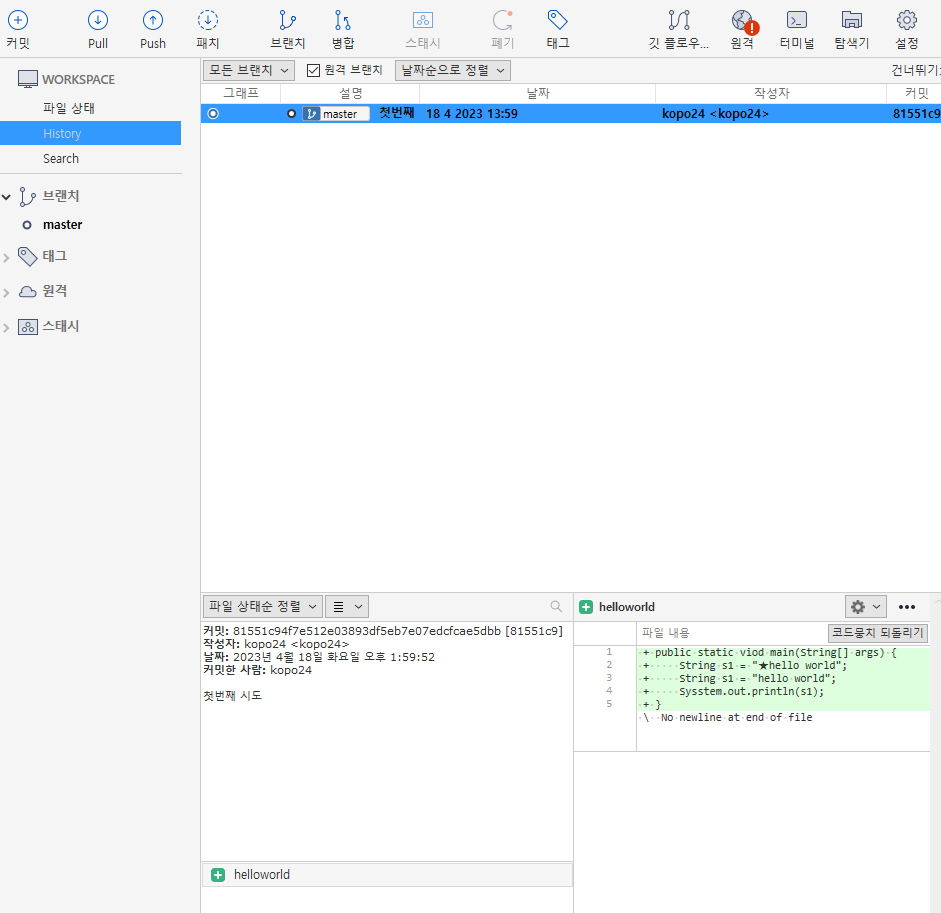 커밋 Pull Push 패치 브랜치 병합 스태시 폐기 태그 깃 플로우... 원격 터미널 탐색기 설정
WORKSPACE
파일 상태
History
Search
브랜치
master
태그
원격
스태시
모든 브랜치 원격 브랜치 날짜순으로 정렬 건너뛰기:
그래프 설명 날짜 작성자 커밋
master 첫번째 18 4 2023 13:59 kopo24 <kopo24> 81551c9
파일 상태순 정렬
커밋: 81551c94f7e512e03893df5eb7e07edcfcae5dbb [81551c9]
작성자: kopo24 <kopo24>
날짜: 2023년 4월 18일 화요일 오후 1:59:52
커밋한 사람: kopo24
첫번째 시도
helloworld
helloworld
파일 내용 코드뭉치 되돌리기
1 + public static viod main(String[] args) {
2 + String s1 = "★hello world";
3 + String s1 = "hello world";
4 + Sysstem.out.println(s1);
5 + }
\ No newline at end of file